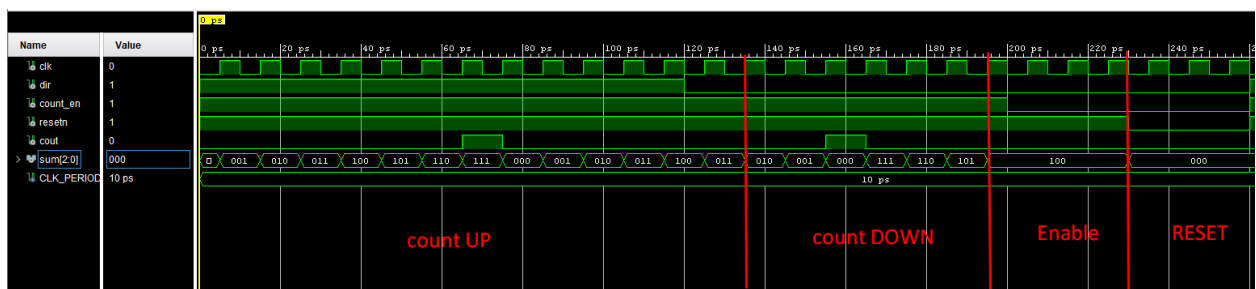 0 ps
Name Value
0 ps 20 ps 40 ps 60 ps 80 ps 100 ps 120 ps 140 ps 160 ps 180 ps 200 ps 220 ps 240 ps
clk 0
dir 1
count_en 1
resetn 1
cout 0
sum[2:0] 000 001 010 011 100 101 110 111 000 001 010 011 100 011 010 001 000 111 110 101 100 000
CLK_PERIOD 10 ps 10 ps
count UP count DOWN Enable RESET